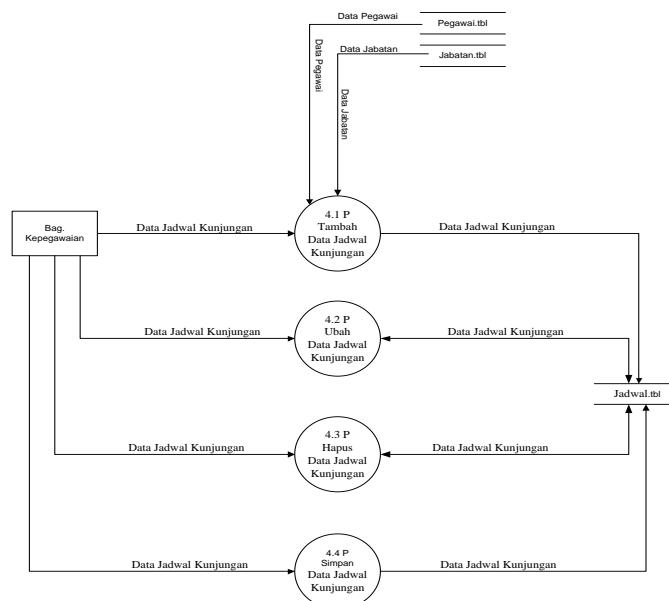 Data Pegawai
Pegawai.tbl
Data Jabatan
Jabatan.tbl
Data Pegawai
Data Jabatan
Bag.
Kepegawaian
Data Jadwal Kunjungan
4.1 P
Tambah
Data Jadwal
Kunjungan
Data Jadwal Kunjungan
Data Jadwal Kunjungan
4.2 P
Ubah
Data Jadwal
Kunjungan
Data Jadwal Kunjungan
Jadwal.tbl
Data Jadwal Kunjungan
4.3 P
Hapus
Data Jadwal
Kunjungan
Data Jadwal Kunjungan
Data Jadwal Kunjungan
4.4 P
Simpan
Data Jadwal
Kunjungan
Data Jadwal Kunjungan